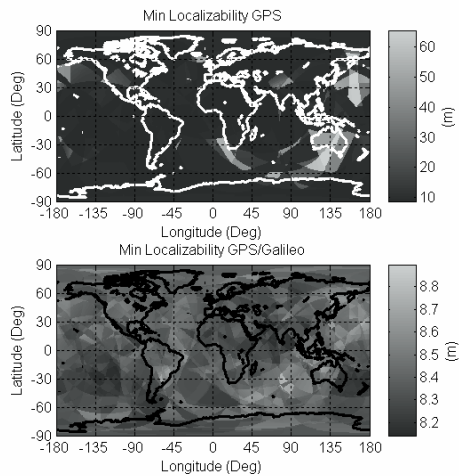 Min Localizability GPS
90
60
30
0
-30
-60
-90
Latitude (Deg)
-180 -135 -90 -45 0 45 90 135 180
Longitude (Deg)
60
50
40
30
20
10
(m)
Min Localizability GPS/Galileo
90
60
30
0
-30
-60
-90
Latitude (Deg)
-180 -135 -90 -45 0 45 90 135 180
Longitude (Deg)
8.8
8.7
8.6
8.5
8.4
8.3
8.2
(m)